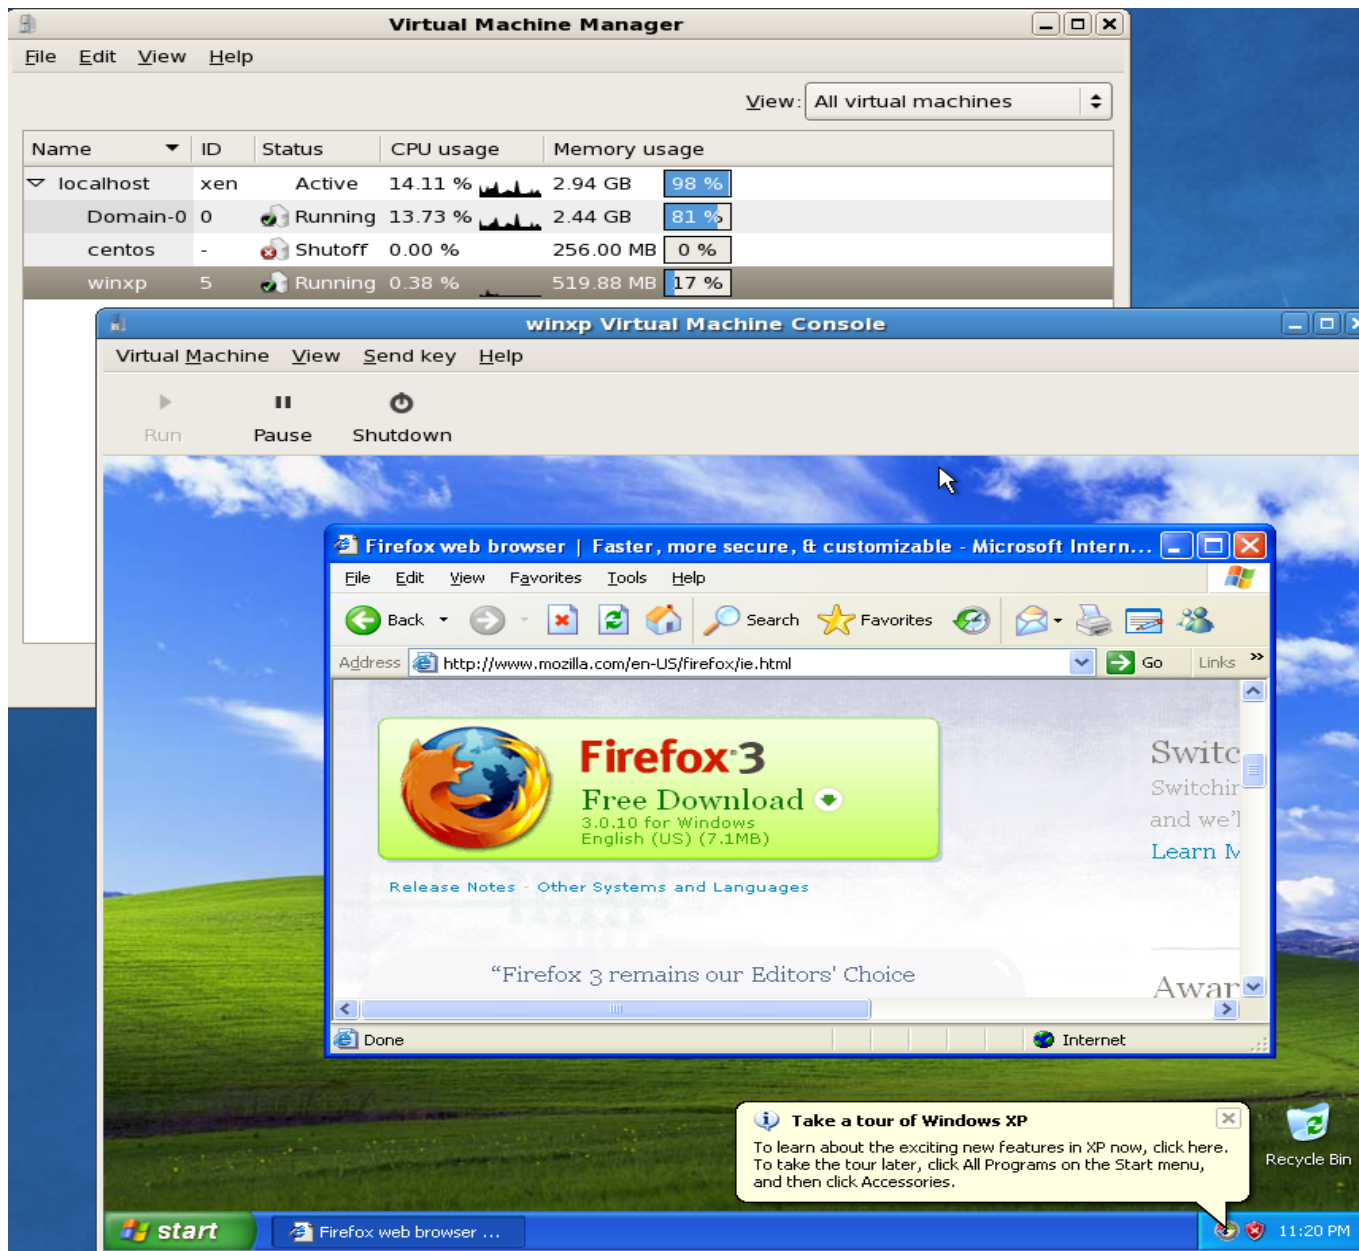 Virtual Machine Manager
File Edit View Help
View: All virtual machines
Name ID Status CPU usage Memory usage
localhost xen Active 14.11 % 2.94 GB 98 %
Domain-0 0 Running 13.73 % 2.44 GB 81 %
centos - Shutoff 0.00 % 256.00 MB 0 %
winxp 5 Running 0.38 % 519.88 MB 17 %
winxp Virtual Machine Console
Virtual Machine View Send key Help
Run Pause Shutdown
Firefox web browser | Faster, more secure, & customizable - Microsoft Intern...
File Edit View Favorites Tools Help
Back Search Favorites
Address http://www.mozilla.com/en-US/firefox/ie.html Go Links »
Firefox 3
Free Download
3.0.10 for Windows
English (US) (7.1MB)
Release Notes - Other Systems and Languages
Switc
Switchin
and we'l
Learn M
“Firefox 3 remains our Editors' Choice
Awar
Done Internet
Take a tour of Windows XP
To learn about the exciting new features in XP now, click here.
To take the tour later, click All Programs on the Start menu,
and then click Accessories.
Recycle Bin
start Firefox web browser ... 11:20 PM